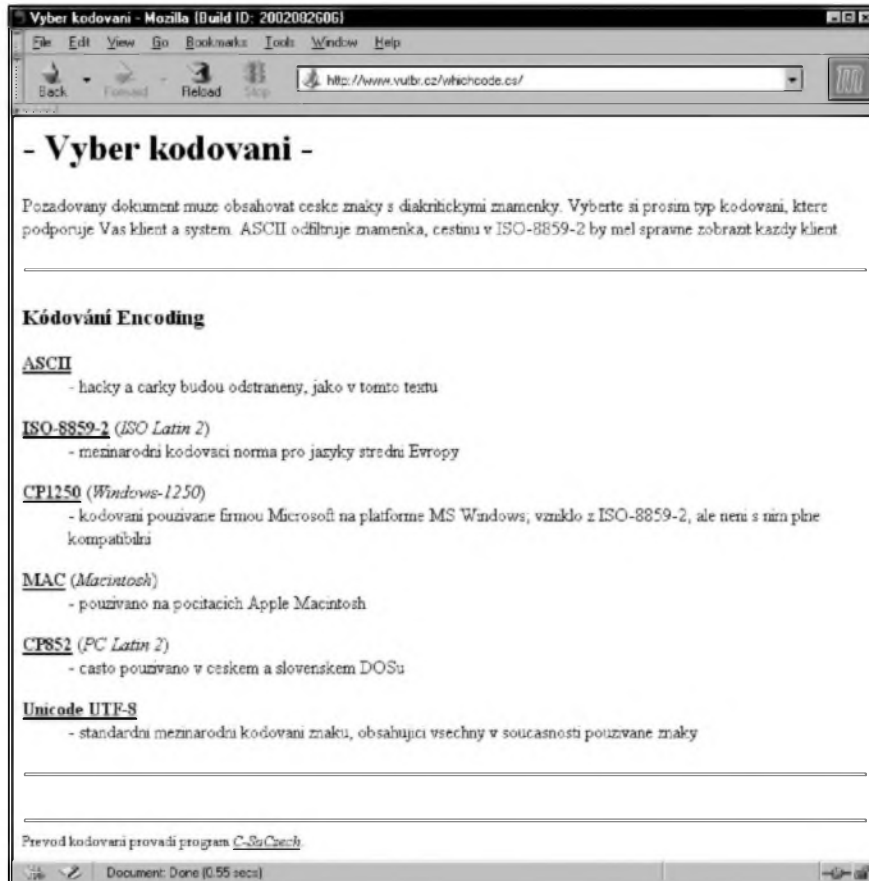 Vyber kodovani - Mozilla {Build ID: 2002082606}
File Edit View Go Bookmarks Tools Window Help
Back Forward Reload Stop http://www.vutbr.cz/whichcode.cs/
- Vyber kodovani -
Pozadovany dokument muze obsahovat ceske znaky s diakritickymi znamenky. Vyberte si prosim typ kodovani, ktere
podporuje Vas klient a system. ASCII odfiltruje znamenka, cestinu v ISO-8859-2 by mel spravne zobrazit kazdy klient
Kódování Encoding
ASCII
- hacky a carky budou odstraneny, jako v tomto textu
ISO-8859-2 (ISO Latin 2)
- mezinarodni kodovaci norma pro jazyky stredni Evropy
CP1250 (Windows-1250)
- kodovani pouzivane firmou Microsoft na platforme MS Windows; vzniklo z ISO-8859-2, ale neni s nim plne
kompatibilni
MAC (Macintosh)
- pouzivano na pocitacich Apple Macintosh
CP852 (PC Latin 2)
- casto pouzivano v ceskem a slovenskem DOSu
Unicode UTF-8
- standardni mezinarodni kodovani znaku, obsahujici vsechny v soucasnosti pouzivane znaky
Prevod kodovani provadi program C-SaCzech.
Document: Done (0.55 secs)